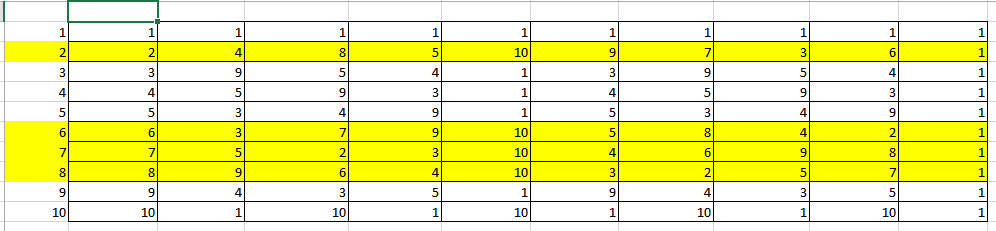 1 1 1 1 1 1 1 1 1 1 1
2 2 4 8 5 10 9 7 3 6 1
3 3 9 5 4 1 3 9 5 4 1
4 4 5 9 3 1 4 5 9 3 1
5 5 3 4 9 1 5 3 4 9 1
6 6 3 7 9 10 5 8 4 2 1
7 7 5 2 3 10 4 6 9 8 1
8 8 9 6 4 10 3 2 5 7 1
9 9 4 3 5 1 9 4 3 5 1
10 10 1 10 1 10 1 10 1 10 1